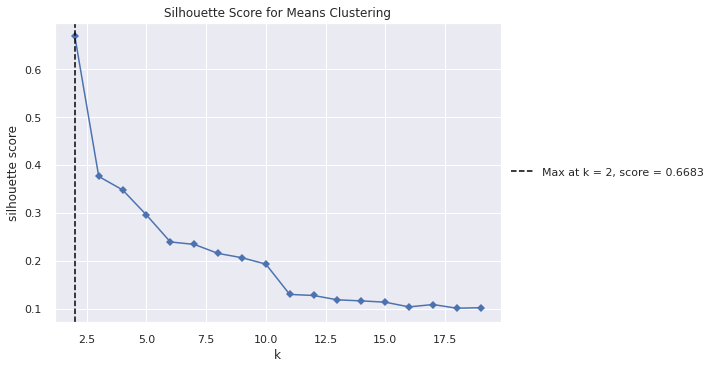 Silhouette Score for Means Clustering
silhouette score
0.6
0.5
0.4
0.3
0.2
0.1
2.5 5.0 7.5 10.0 12.5 15.0 17.5
k
Max at k = 2, score = 0.6683